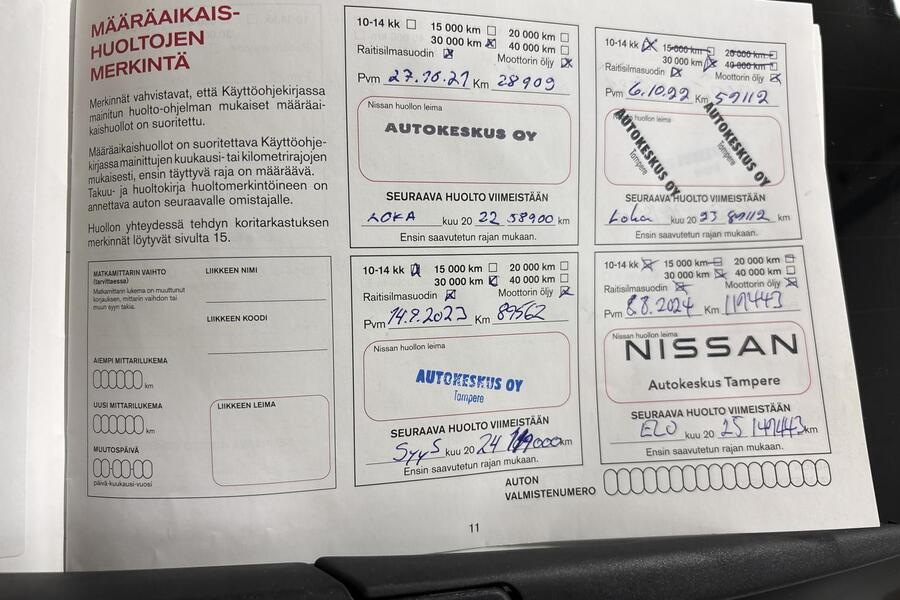 MÄÄRÄAIKAIS-
HUOLTOJEN
MERKINTÄ
Merkinnät vahvistavat, että Käyttöohjekirjassa
mainitun huolto-ohjelman mukaiset määräai-
kaishuollot on suoritettu.
Määräaikaishuollot on suoritettava Käyttöohje-
kirjassa mainittujen kuukausi- tai kilometrirajojen
mukaisesti, ensin täyttyvä raja on määräävä.
Takuu- ja huoltokirja huoltomerkintöineen on
annettava auton seuraavalle omistajalle.
Huollon yhteydessä tehdyn koritarkastuksen
merkinnät löytyvät sivulta 15.
MATKAMITTARIN VAIHTO
(tarvittaessa)
Matkamittarin lukema on muuttunut
korjauksen, mittarin vaihdon tai
muun syyn takia.
LIIKKEEN NIMI
LIIKKEEN KOODI
AIEMPI MITTARILUKEMA
km
UUSI MITTARILUKEMA
km
MUUTOSPÄIVÄ
päivä-kuukausi-vuosi
LIIKKEEN LEIMA
10-14 kk 15 000 km 20 000 km
30 000 km 40 000 km
Raitisilmasuodin Moottorin öljy
Pvm 27.10.21 Km 28909
Nissan huollon leima
AUTOKESKUS OY
SEURAAVA HUOLTO VIIMEISTÄÄN
LOKA kuu 20 22 58900 km
Ensin saavutetun rajan mukaan.
10-14 kk 15 000 km 20 000 km
30 000 km 40 000 km
Raitisilmasuodin Moottorin öljy
Pvm 6.10.22 Km 59112
Nissan huollon leima
AUTOKESKUS OY
Tampere
AUTOKESKUS OY
Tampere
SEURAAVA HUOLTO VIIMEISTÄÄN
Loka kuu 20 23 89112 km
Ensin saavutetun rajan mukaan.
10-14 kk 15 000 km 20 000 km
30 000 km 40 000 km
Raitisilmasuodin Moottorin öljy
Pvm 14.9.2023 Km 89562
Nissan huollon leima
AUTOKESKUS OY
Tampere
SEURAAVA HUOLTO VIIMEISTÄÄN
SyyS kuu 20 24 km
Ensin saavutetun rajan mukaan.
10-14 kk 15 000 km 20 000 km
30 000 km 40 000 km
Raitisilmasuodin Moottorin öljy
Pvm 8.8.2024 Km 119443
Nissan huollon leima
NISSAN
Autokeskus Tampere
SEURAAVA HUOLTO VIIMEISTÄÄN
ELO kuu 20 25 149443 km
Ensin saavutetun rajan mukaan.
AUTON
VALMISTENUMERO
11